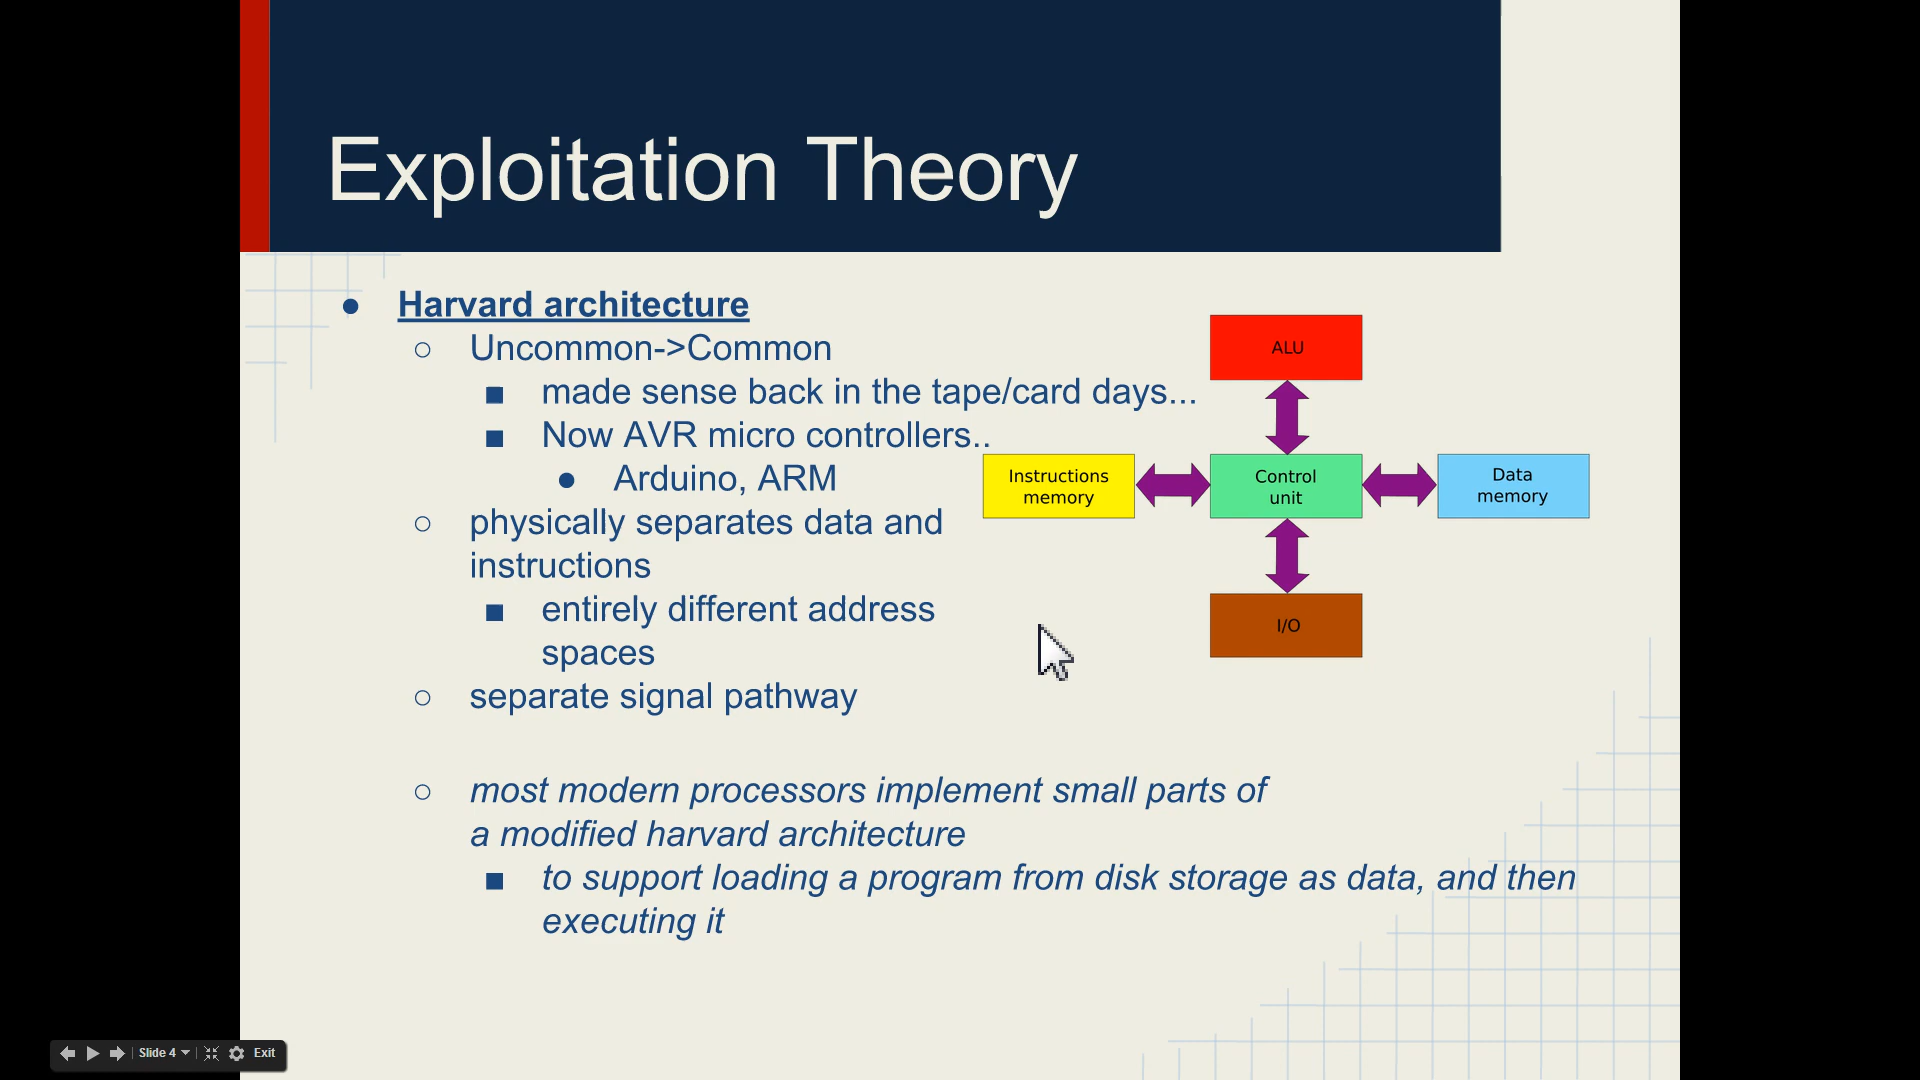 Exploitation Theory
● Harvard architecture
○ Uncommon->Common
■ made sense back in the tape/card days...
■ Now AVR micro controllers..
● Arduino, ARM
○ physically separates data and
instructions
■ entirely different address
spaces
○ separate signal pathway
○ most modern processors implement small parts of
a modified harvard architecture
■ to support loading a program from disk storage as data, and then
executing it
ALU
Instructions
memory
Control
unit
Data
memory
I/O
Slide 4
Exit